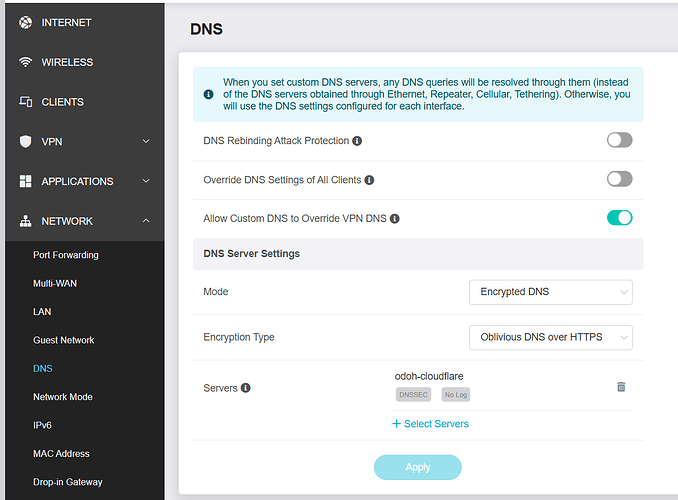 INTERNET
WIRELESS
CLIENTS
VPN
APPLICATIONS
NETWORK
Port Forwarding
Multi-WAN
LAN
Guest Network
DNS
Network Mode
IPv6
MAC Address
Drop-in Gateway
DNS
When you set custom DNS servers, any DNS queries will be resolved through them (instead
of the DNS servers obtained through Ethernet, Repeater, Cellular, Tethering). Otherwise, you
will use the DNS settings configured for each interface.
DNS Rebinding Attack Protection
Override DNS Settings of All Clients
Allow Custom DNS to Override VPN DNS
DNS Server Settings
Mode Encrypted DNS
Encryption Type Oblivious DNS over HTTPS
Servers odoh-cloudflare
DNSSEC No Log
+ Select Servers
Apply